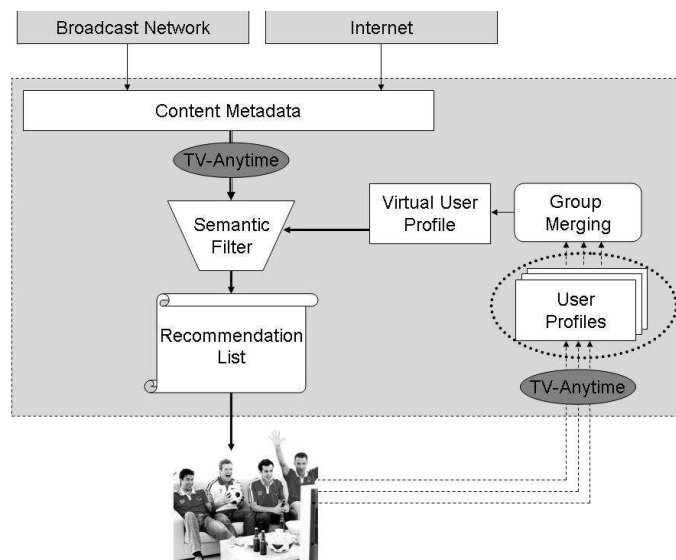 Broadcast Network
Internet
Content Metadata
TV-Anytime
Semantic
Filter
Virtual User
Profile
Group
Merging
User
Profiles
Recommendation
List
TV-Anytime